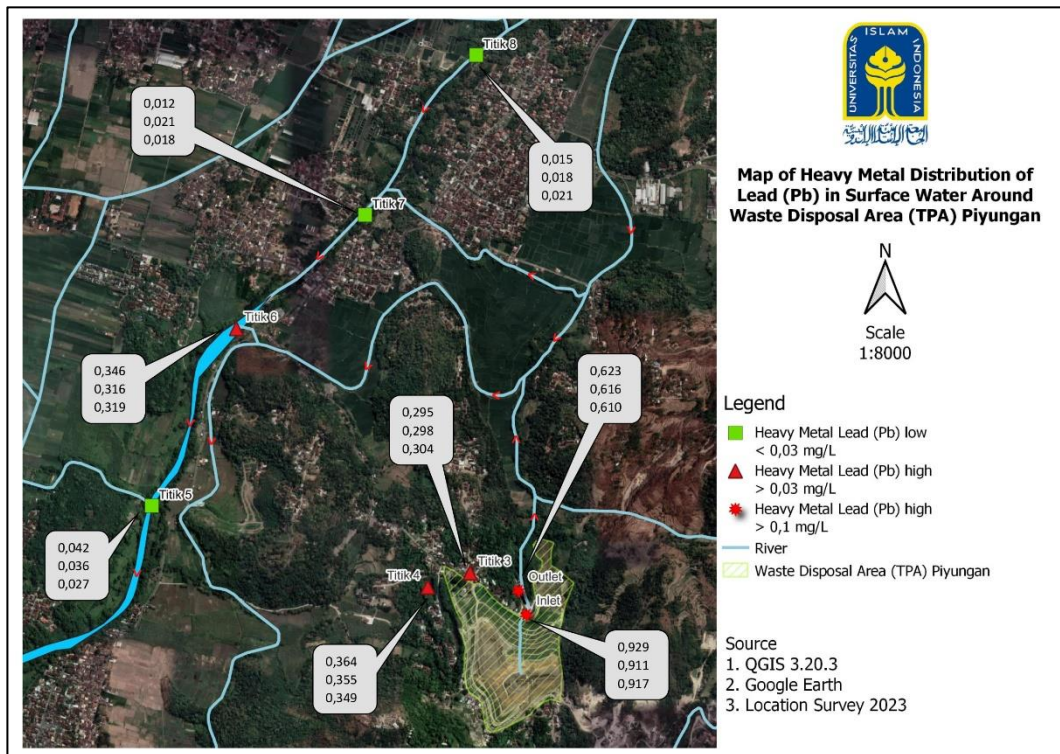 Titik 8
0,012
0,021
0,018
0,015
0,018
0,021
Titik 7
Titik 6
0,346
0,316
0,319
0,623
0,616
0,610
0,295
0,298
0,304
Titik 5
0,042
0,036
0,027
Titik 3
Titik 4
Outlet
Inlet
0,364
0,355
0,349
0,929
0,911
0,917
UNIVERSITAS ISLAM INDONESIA
Map of Heavy Metal Distribution of
Lead (Pb) in Surface Water Around
Waste Disposal Area (TPA) Piyungan
N
Scale
1:8000
Legend
Heavy Metal Lead (Pb) low
< 0,03 mg/L
Heavy Metal Lead (Pb) high
> 0,03 mg/L
Heavy Metal Lead (Pb) high
> 0,1 mg/L
River
Waste Disposal Area (TPA) Piyungan
Source
1. QGIS 3.20.3
2. Google Earth
3. Location Survey 2023